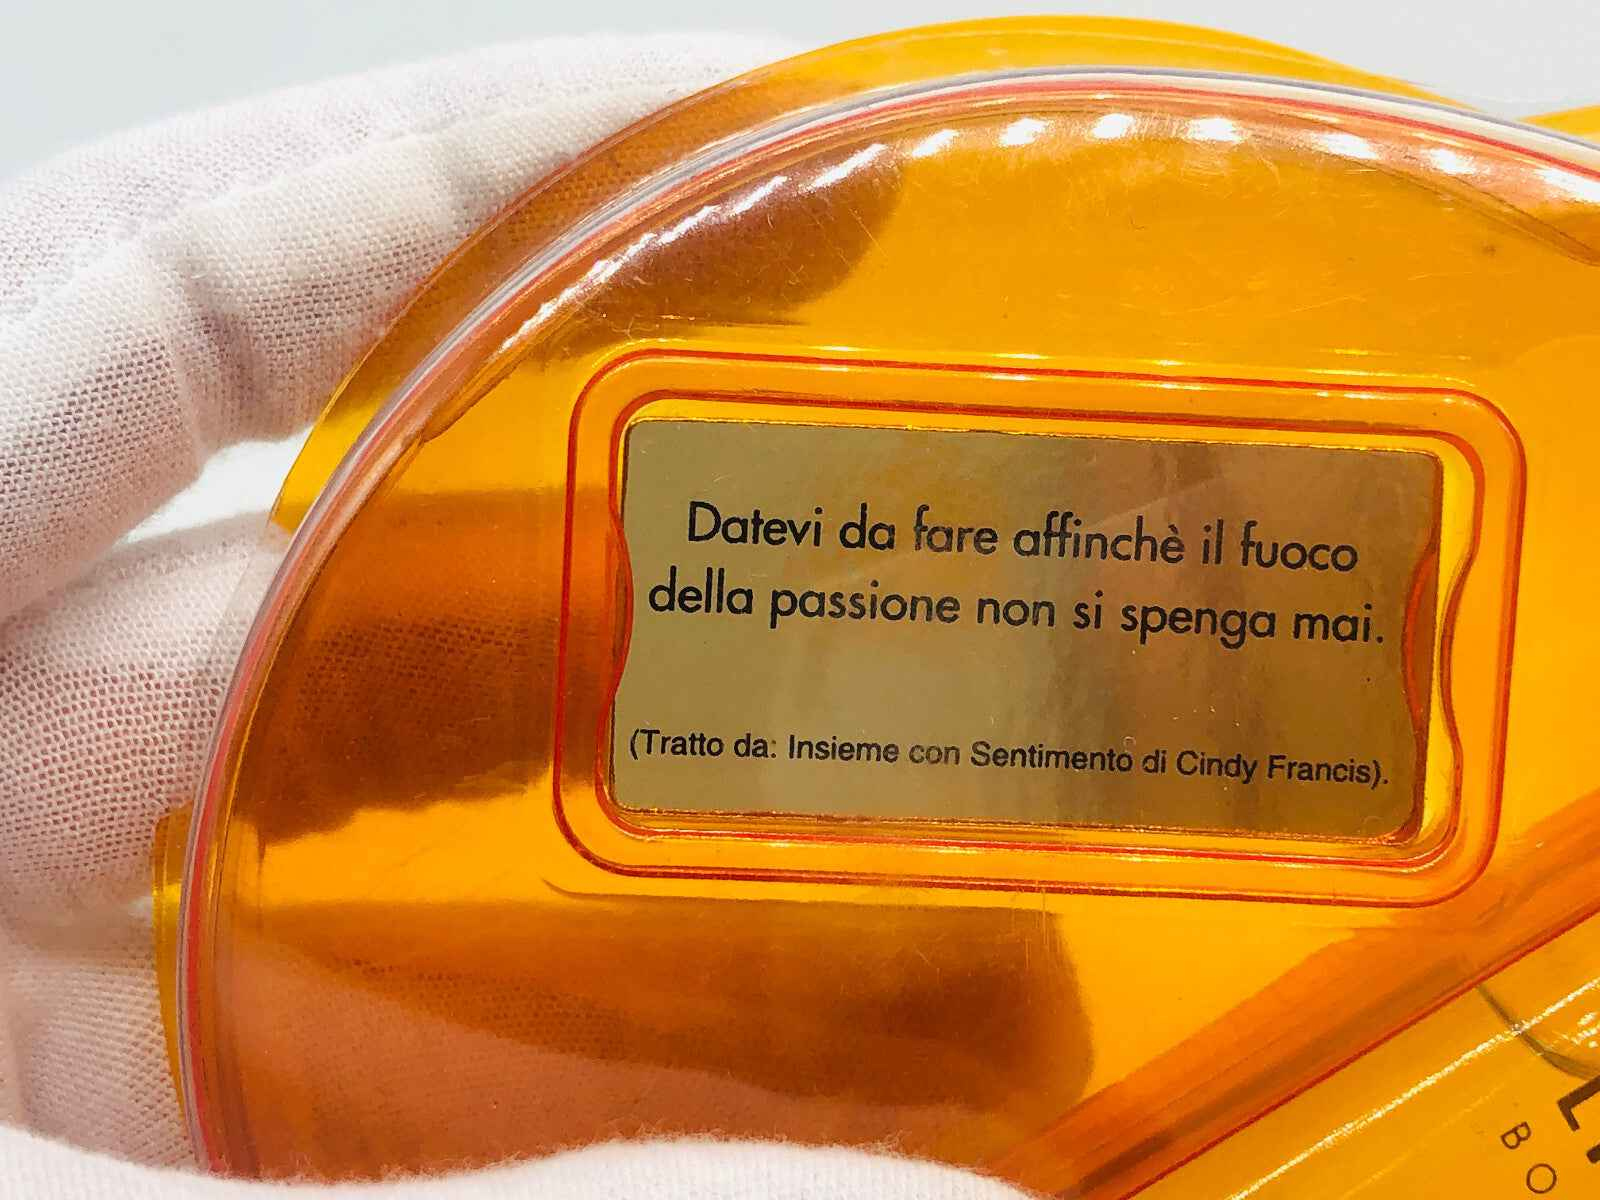 Datevi da fare affinchè il fuoco
della passione non si spenga mai.
(Tratto da: Insieme con Sentimento di Cindy Francis).